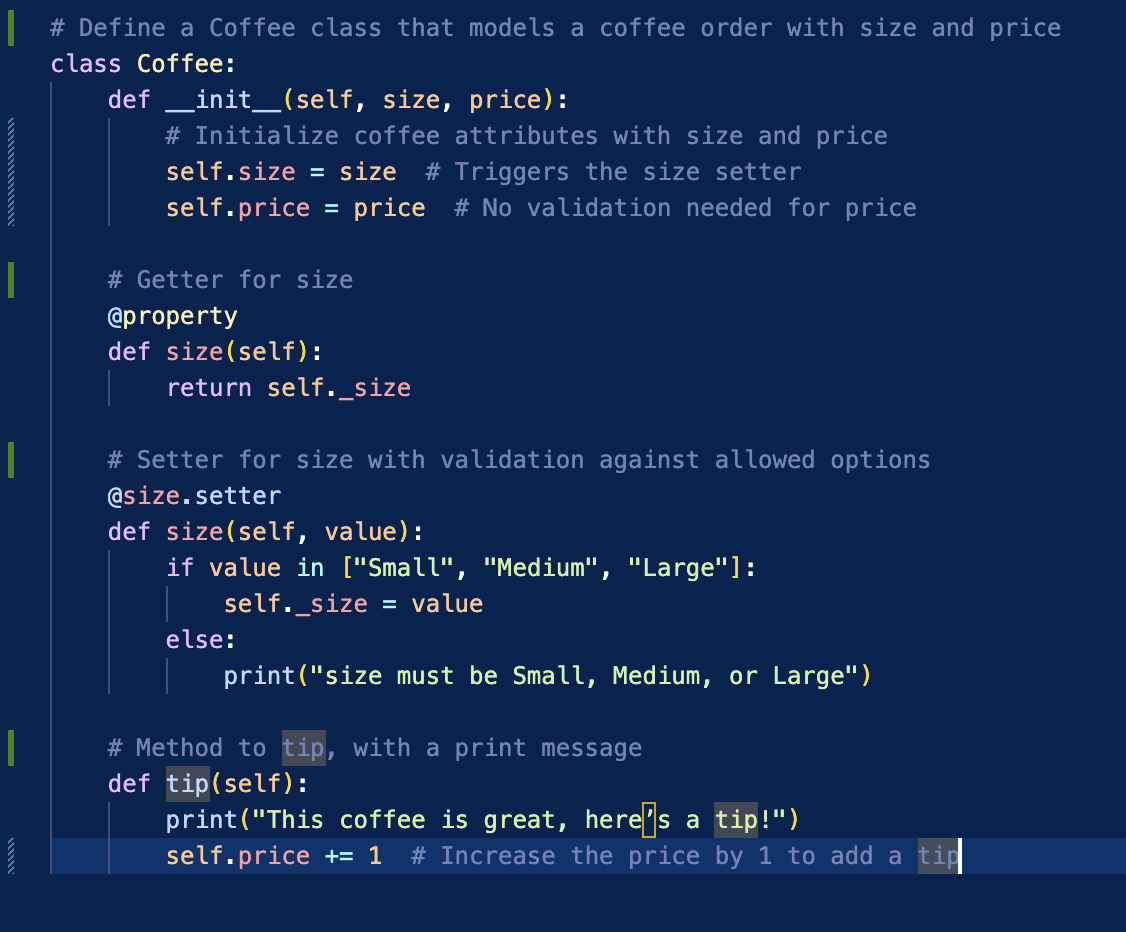 # Define a Coffee class that models a coffee order with size and price
class Coffee:
    def __init__(self, size, price):
        # Initialize coffee attributes with size and price
        self.size = size  # Triggers the size setter
        self.price = price  # No validation needed for price

    # Getter for size
    @property
    def size(self):
        return self._size

    # Setter for size with validation against allowed options
    @size.setter
    def size(self, value):
        if value in ["Small", "Medium", "Large"]:
            self._size = value
        else:
            print("size must be Small, Medium, or Large")

    # Method to tip, with a print message
    def tip(self):
        print("This coffee is great, here’s a tip!")
        self.price += 1  # Increase the price by 1 to add a tip